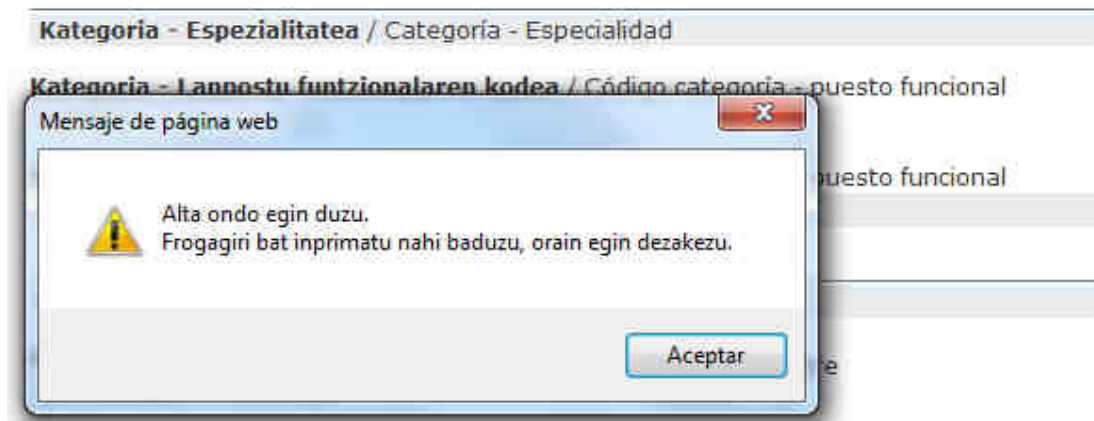 Kategoria - Espezialitatea / Categoría - Especialidad
Kategoria - Lanpostu funtzionalaren kodea / Código categoria - puesto funcional
Mensaje de página web
puesto funcional
Alta ondo egin duzu.
Frogagiri bat inprimatu nahi baduzu, orain egin dezakezu.
Aceptar